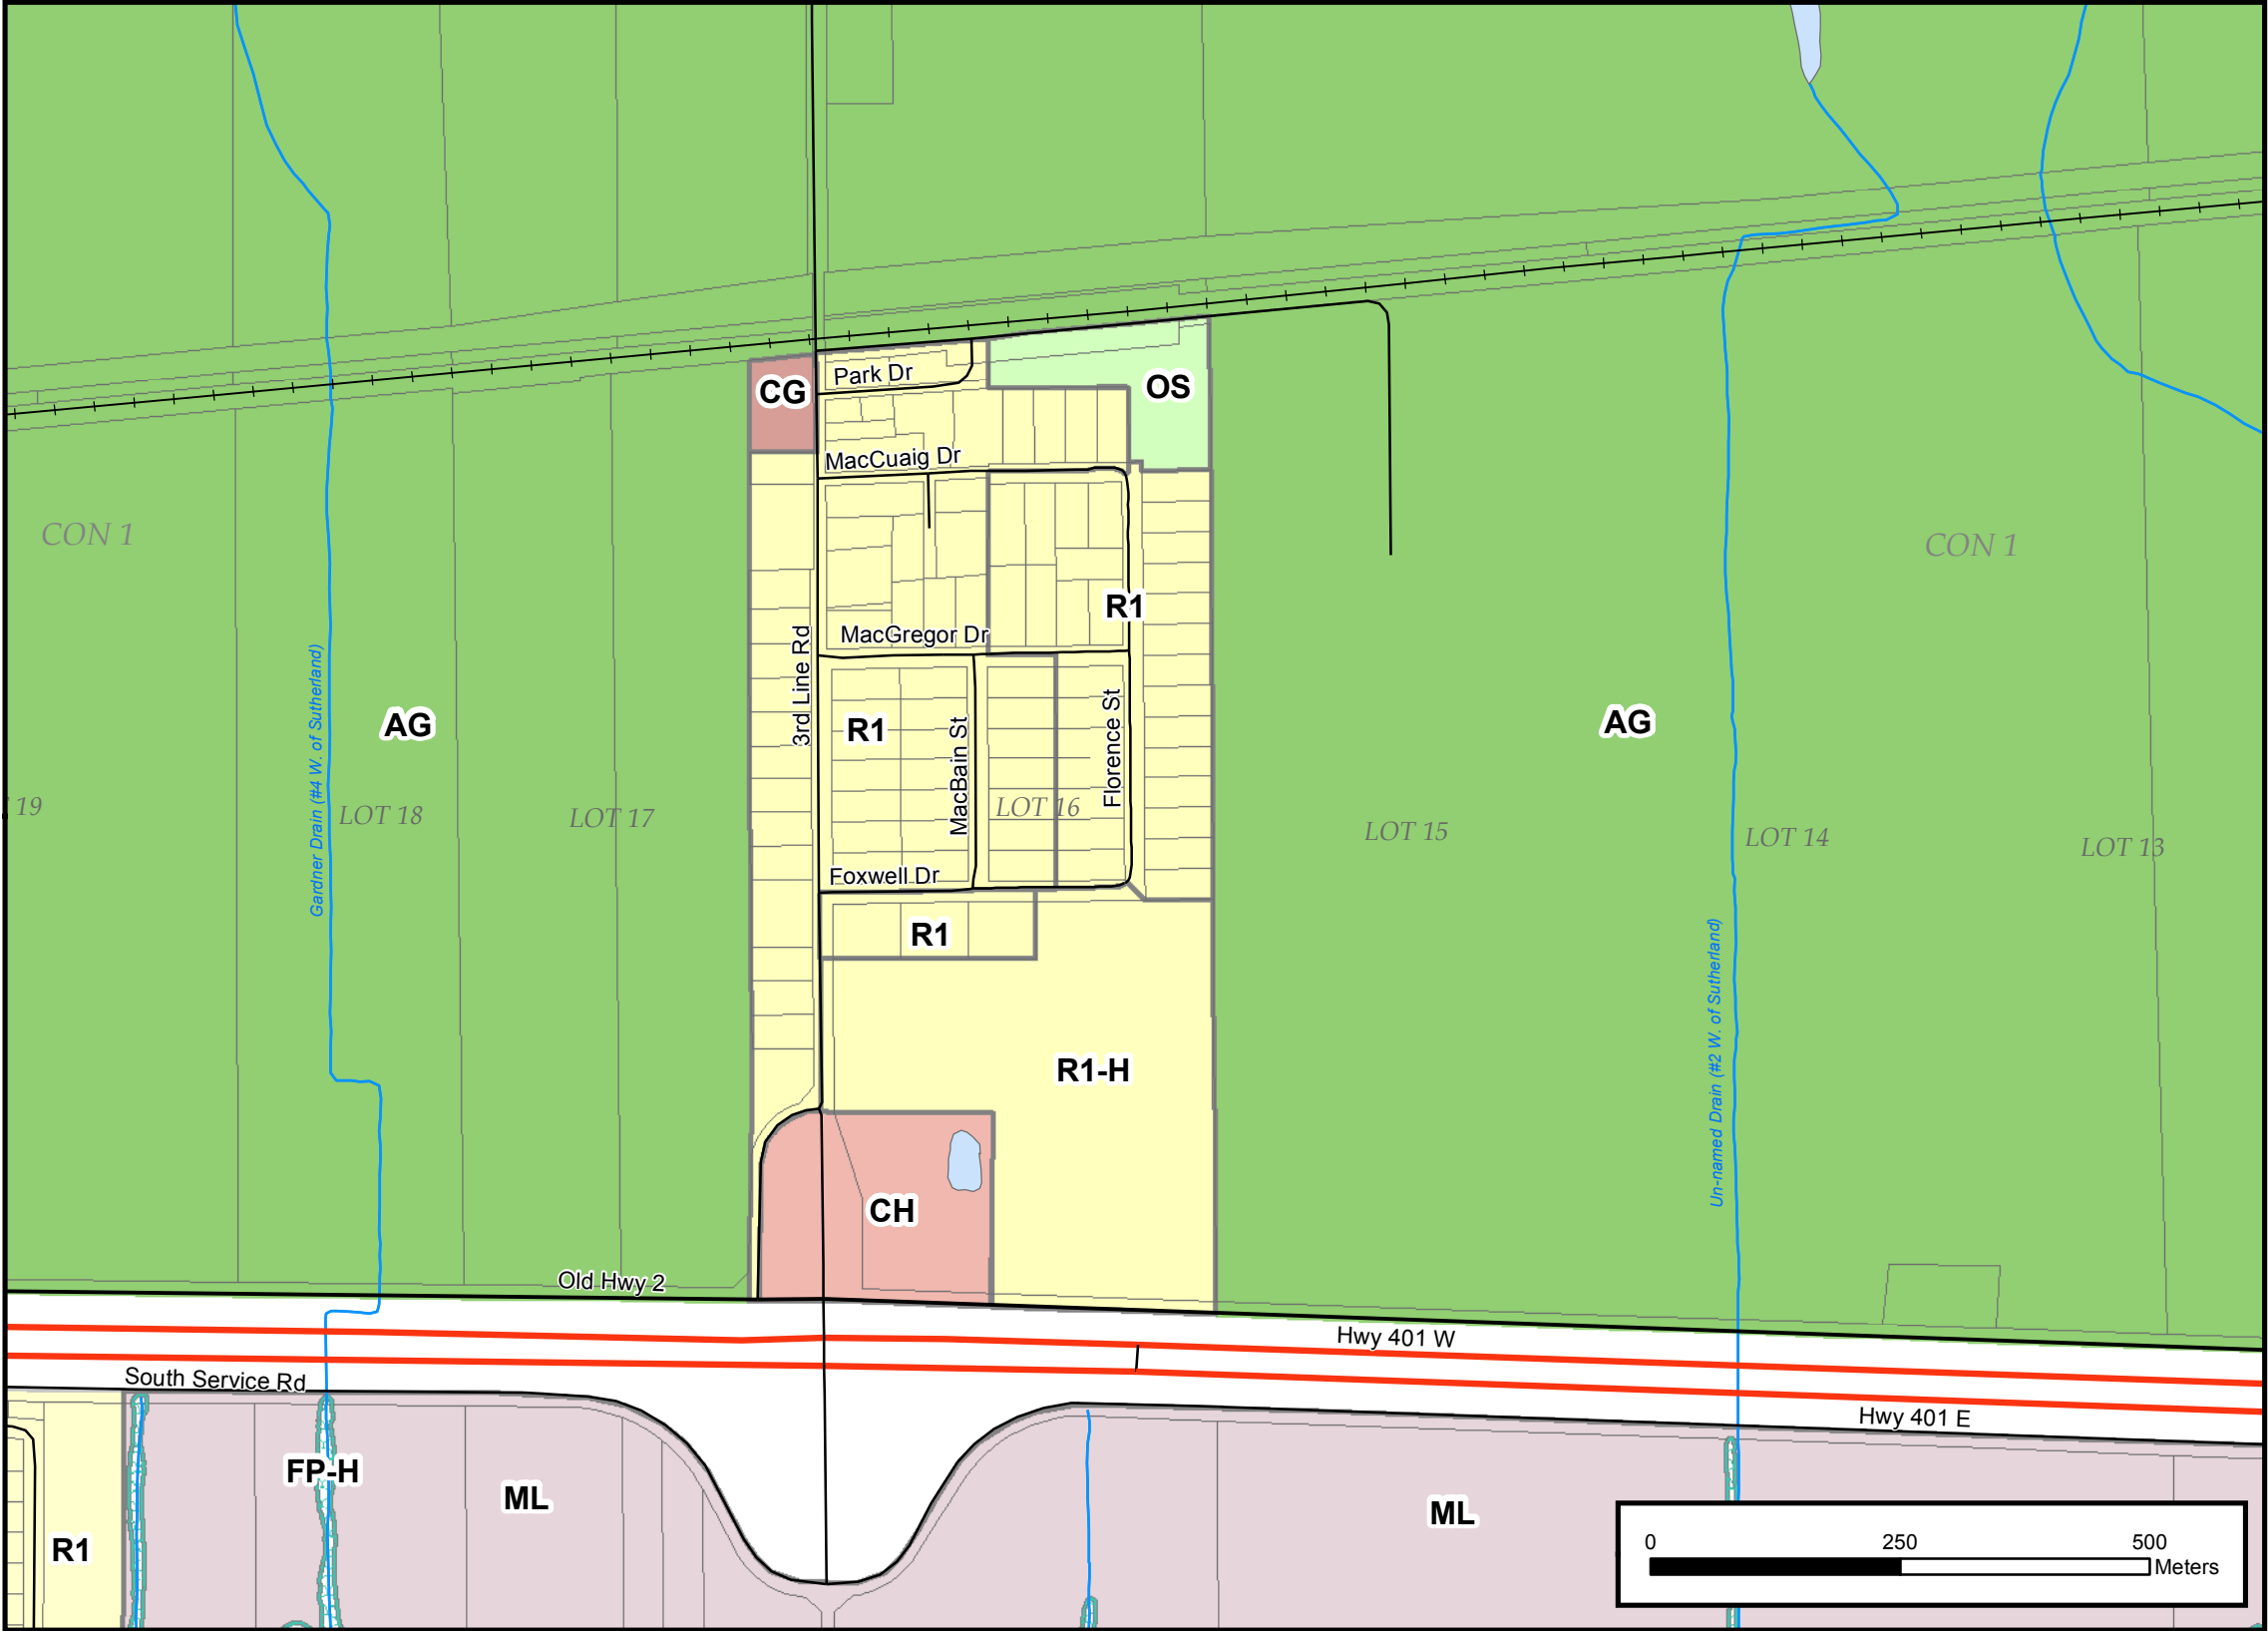 Park Dr
CG
OS
MacCuaig Dr
CON 1
CON 1
R1
MacGregor Dr
3rd Line Rd
Gardner Drain (#4 W. of Sutherland)
AG
R1
MacBain St
Florence St
AG
19
LOT 18
LOT 17
LOT 16
LOT 15
LOT 14
LOT 13
Foxwell Dr
R1
Un-named Drain (#2 W. of Sutherland)
R1-H
CH
Old Hwy 2
Hwy 401 W
South Service Rd
Hwy 401 E
FP-H
ML
ML
R1
0 250 500
Meters